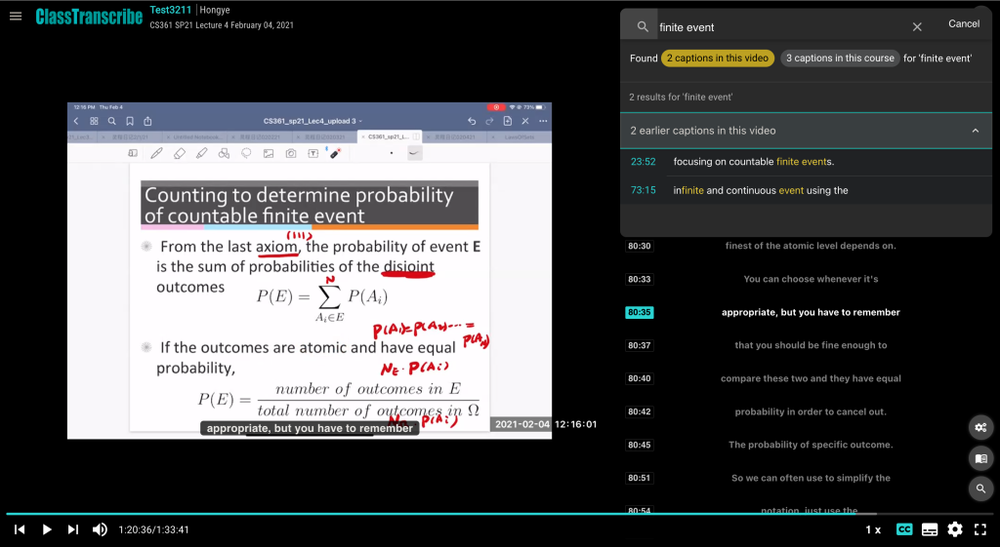 ClassTranscribe
Test3211 | Hongye
CS361 SP21 Lecture 4 February 04, 2021
12:16 PM Thu Feb 4
73%
CS361_sp21_Lec4_upload 3
CS361_sp21_L...
Counting to determine probability
of countable finite event
(III)
From the last axiom, the probability of event E
is the sum of probabilities of the disjoint
outcomes
N
P(E) = ∑ P(Aᵢ)
Aᵢ∈E
P(A₁)=P(A₂)...=
P(A_N)
If the outcomes are atomic and have equal
probability,
N_E · P(Aᵢ)
P(E) = number of outcomes in E
total number of outcomes in Ω
P(Aᵢ)
appropriate, but you have to remember
2021-02-04 12:16:01
finite event
Cancel
Found 2 captions in this video 3 captions in this course for 'finite event'
2 results for 'finite event'
2 earlier captions in this video
23:52 focusing on countable finite events.
73:15 infinite and continuous event using the
80:30 finest of the atomic level depends on.
80:33 You can choose whenever it's
80:35 appropriate, but you have to remember
80:37 that you should be fine enough to
80:40 compare these two and they have equal
80:42 probability in order to cancel out.
80:45 The probability of specific outcome.
80:51 So we can often use to simplify the
80:54 notation, just use the
1:20:36/1:33:41
1 x
CC